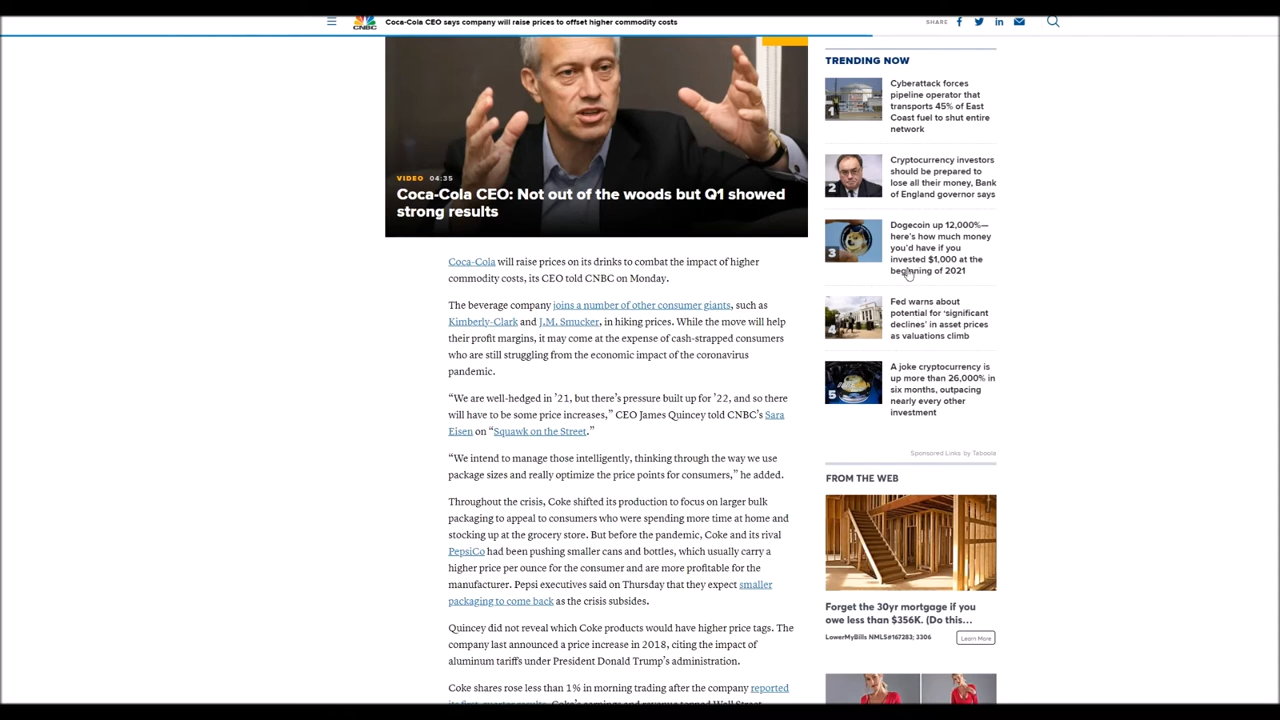 CNBC
Coca-Cola CEO says company will raise prices to offset higher commodity costs
SHARE
VIDEO 04:35
Coca-Cola CEO: Not out of the woods but Q1 showed
strong results
Coca-Cola will raise prices on its drinks to combat the impact of higher
commodity costs, its CEO told CNBC on Monday.
The beverage company joins a number of other consumer giants, such as
Kimberly-Clark and J.M. Smucker, in hiking prices. While the move will help
their profit margins, it may come at the expense of cash-strapped consumers
who are still struggling from the economic impact of the coronavirus
pandemic.
“We are well-hedged in ’21, but there’s pressure built up for ’22, and so there
will have to be some price increases,” CEO James Quincey told CNBC’s Sara
Eisen on “Squawk on the Street.”
“We intend to manage those intelligently, thinking through the way we use
package sizes and really optimize the price points for consumers,” he added.
Throughout the crisis, Coke shifted its production to focus on larger bulk
packaging to appeal to consumers who were spending more time at home and
stocking up at the grocery store. But before the pandemic, Coke and its rival
PepsiCo had been pushing smaller cans and bottles, which usually carry a
higher price per ounce for the consumer and are more profitable for the
manufacturer. Pepsi executives said on Thursday that they expect smaller
packaging to come back as the crisis subsides.
Quincey did not reveal which Coke products would have higher price tags. The
company last announced a price increase in 2018, citing the impact of
aluminum tariffs under President Donald Trump’s administration.
Coke shares rose less than 1% in morning trading after the company reported
its first-quarter results. Coke’s earnings and revenue topped Wall Street
TRENDING NOW
1
Cyberattack forces
pipeline operator that
transports 45% of East
Coast fuel to shut entire
network
2
Cryptocurrency investors
should be prepared to
lose all their money, Bank
of England governor says
3
Dogecoin up 12,000%—
here’s how much money
you’d have if you
invested $1,000 at the
beginning of 2021
4
Fed warns about
potential for ‘significant
declines’ in asset prices
as valuations climb
5
A joke cryptocurrency is
up more than 26,000% in
six months, outpacing
nearly every other
investment
Sponsored Links by Taboola
FROM THE WEB
Forget the 30yr mortgage if you
owe less than $356K. (Do this...
LowerMyBills NMLS#167283; 3306
Learn More